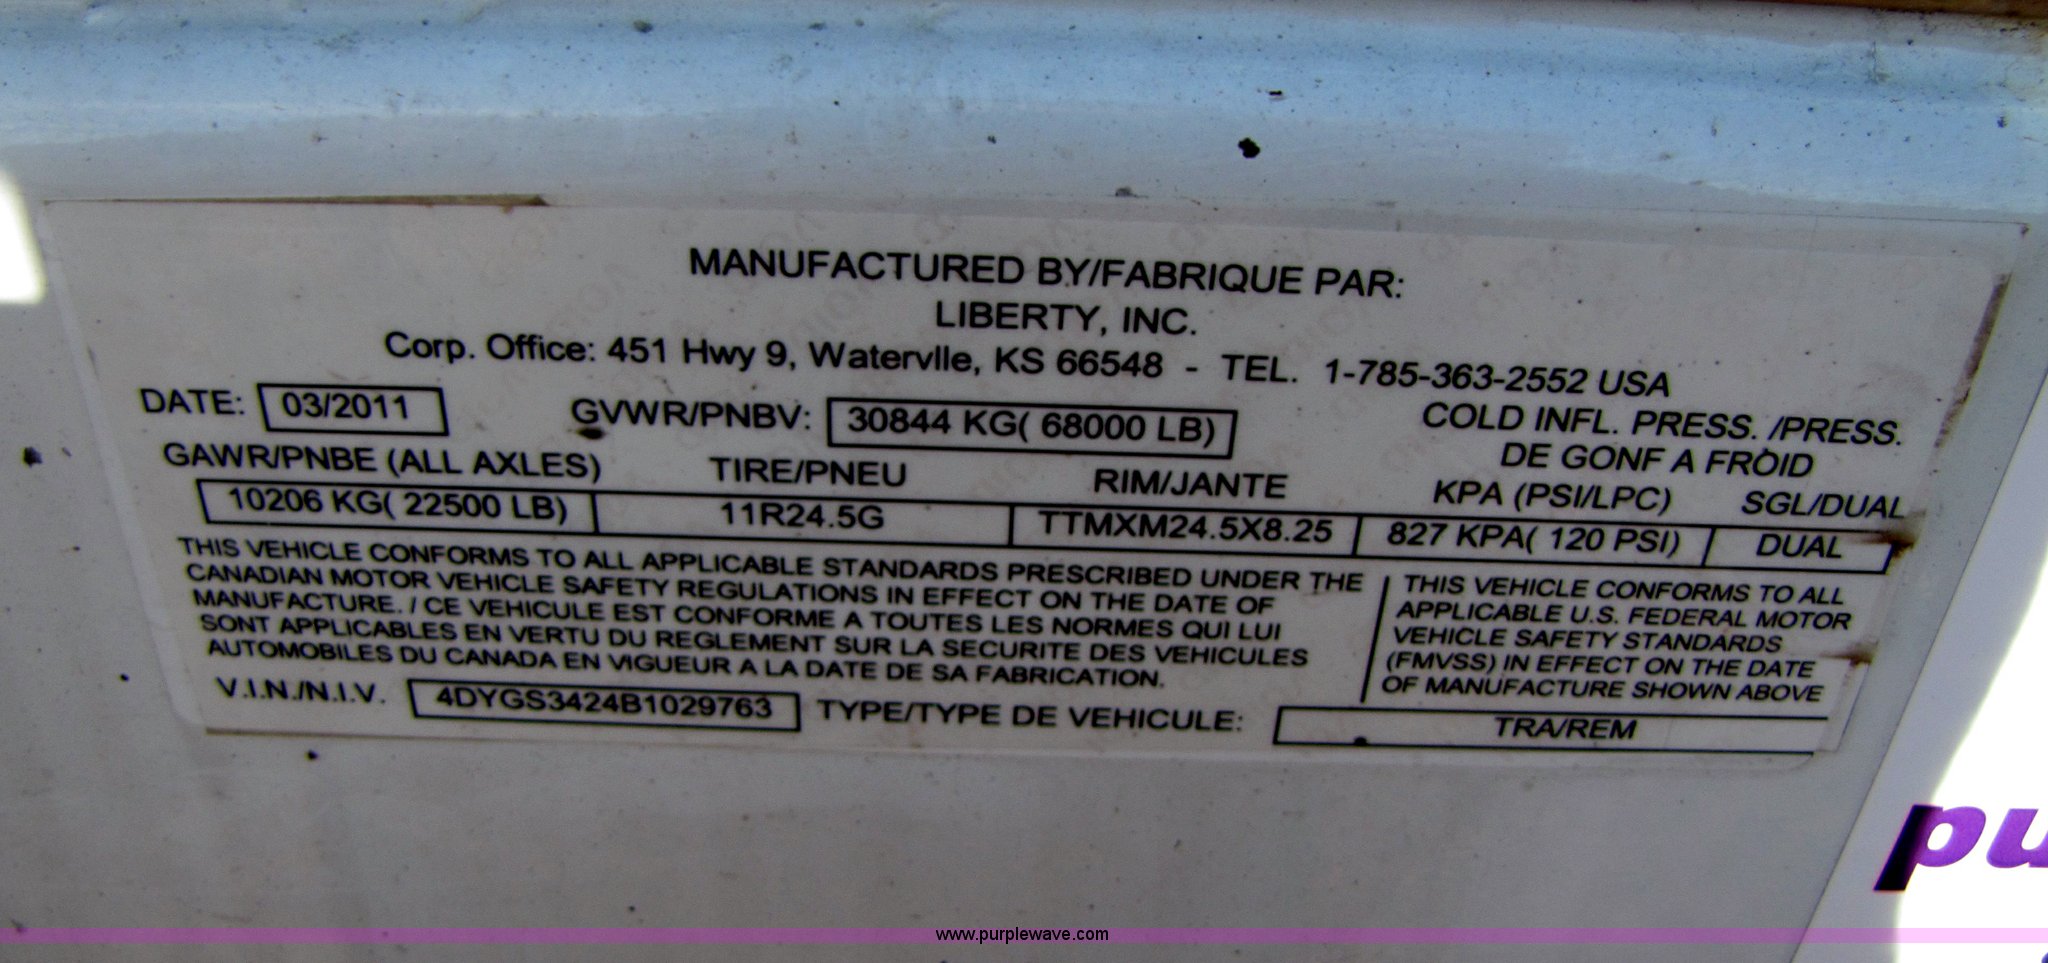 MANUFACTURED BY/FABRIQUE PAR:
LIBERTY, INC.
Corp. Office: 451 Hwy 9, Watervlle, KS 66548 - TEL. 1-785-363-2552 USA
DATE: 03/2011 GVWR/PNBV: 30844 KG( 68000 LB)
COLD INFL. PRESS. /PRESS.
DE GONF A FROID
GAWR/PNBE (ALL AXLES) TIRE/PNEU RIM/JANTE KPA (PSI/LPC) SGL/DUAL
10206 KG( 22500 LB) 11R24.5G TTMXM24.5X8.25 827 KPA( 120 PSI) DUAL
THIS VEHICLE CONFORMS TO ALL APPLICABLE STANDARDS PRESCRIBED UNDER THE
CANADIAN MOTOR VEHICLE SAFETY REGULATIONS IN EFFECT ON THE DATE OF
MANUFACTURE. / CE VEHICULE EST CONFORME A TOUTES LES NORMES QUI LUI
SONT APPLICABLES EN VERTU DU REGLEMENT SUR LA SECURITE DES VEHICULES
AUTOMOBILES DU CANADA EN VIGUEUR A LA DATE DE SA FABRICATION.
THIS VEHICLE CONFORMS TO ALL
APPLICABLE U.S. FEDERAL MOTOR
VEHICLE SAFETY STANDARDS
(FMVSS) IN EFFECT ON THE DATE
OF MANUFACTURE SHOWN ABOVE
V.I.N./N.I.V. 4DYGS3424B1029763 TYPE/TYPE DE VEHICULE: TRA/REM
pu
www.purplewave.com